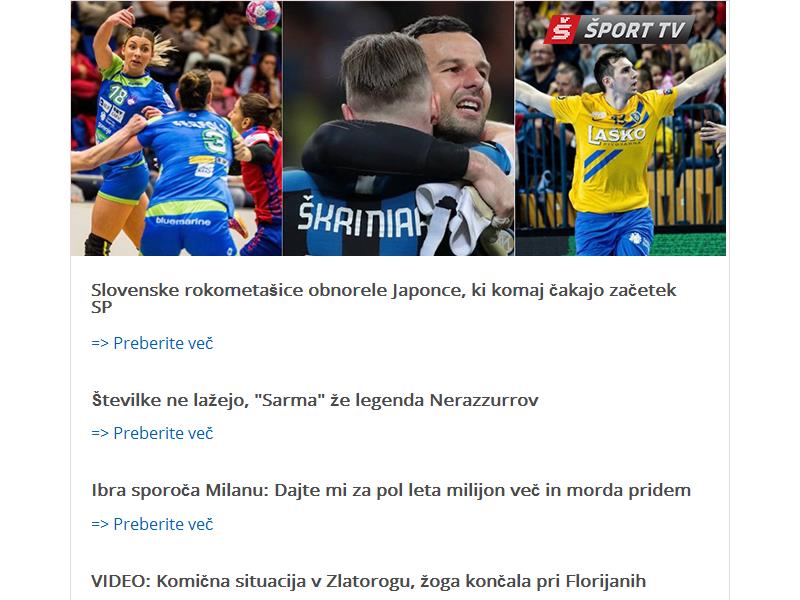 Š ŠPORT TV
18
3
ŠKRINIAR
13
LAŠKO
PIVOVARNA
bluemarine
Slovenske rokometašice obnorele Japonce, ki komaj čakajo začetek
SP
=> Preberite več
Številke ne lažejo, "Sarma" že legenda Nerazzurrov
=> Preberite več
Ibra sporoča Milanu: Dajte mi za pol leta milijon več in morda pridem
=> Preberite več
VIDEO: Komična situacija v Zlatorogu, žoga končala pri Florijanih